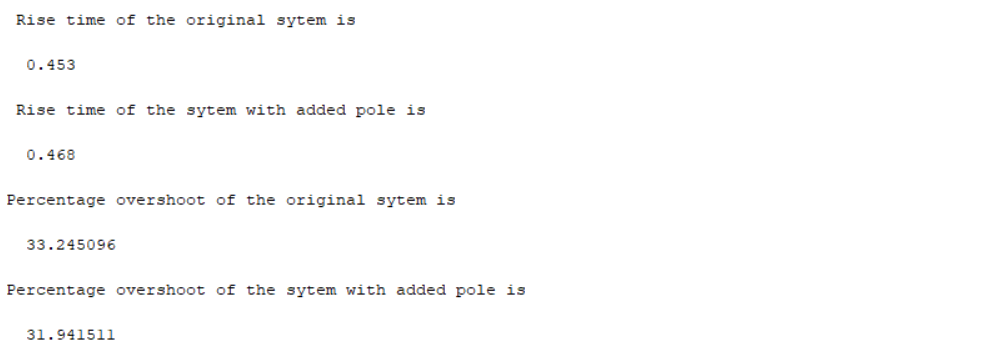 Rise time of the original sytem is
0.453
Rise time of the sytem with added pole is
0.468
Percentage overshoot of the original sytem is
33.245096
Percentage overshoot of the sytem with added pole is
31.941511